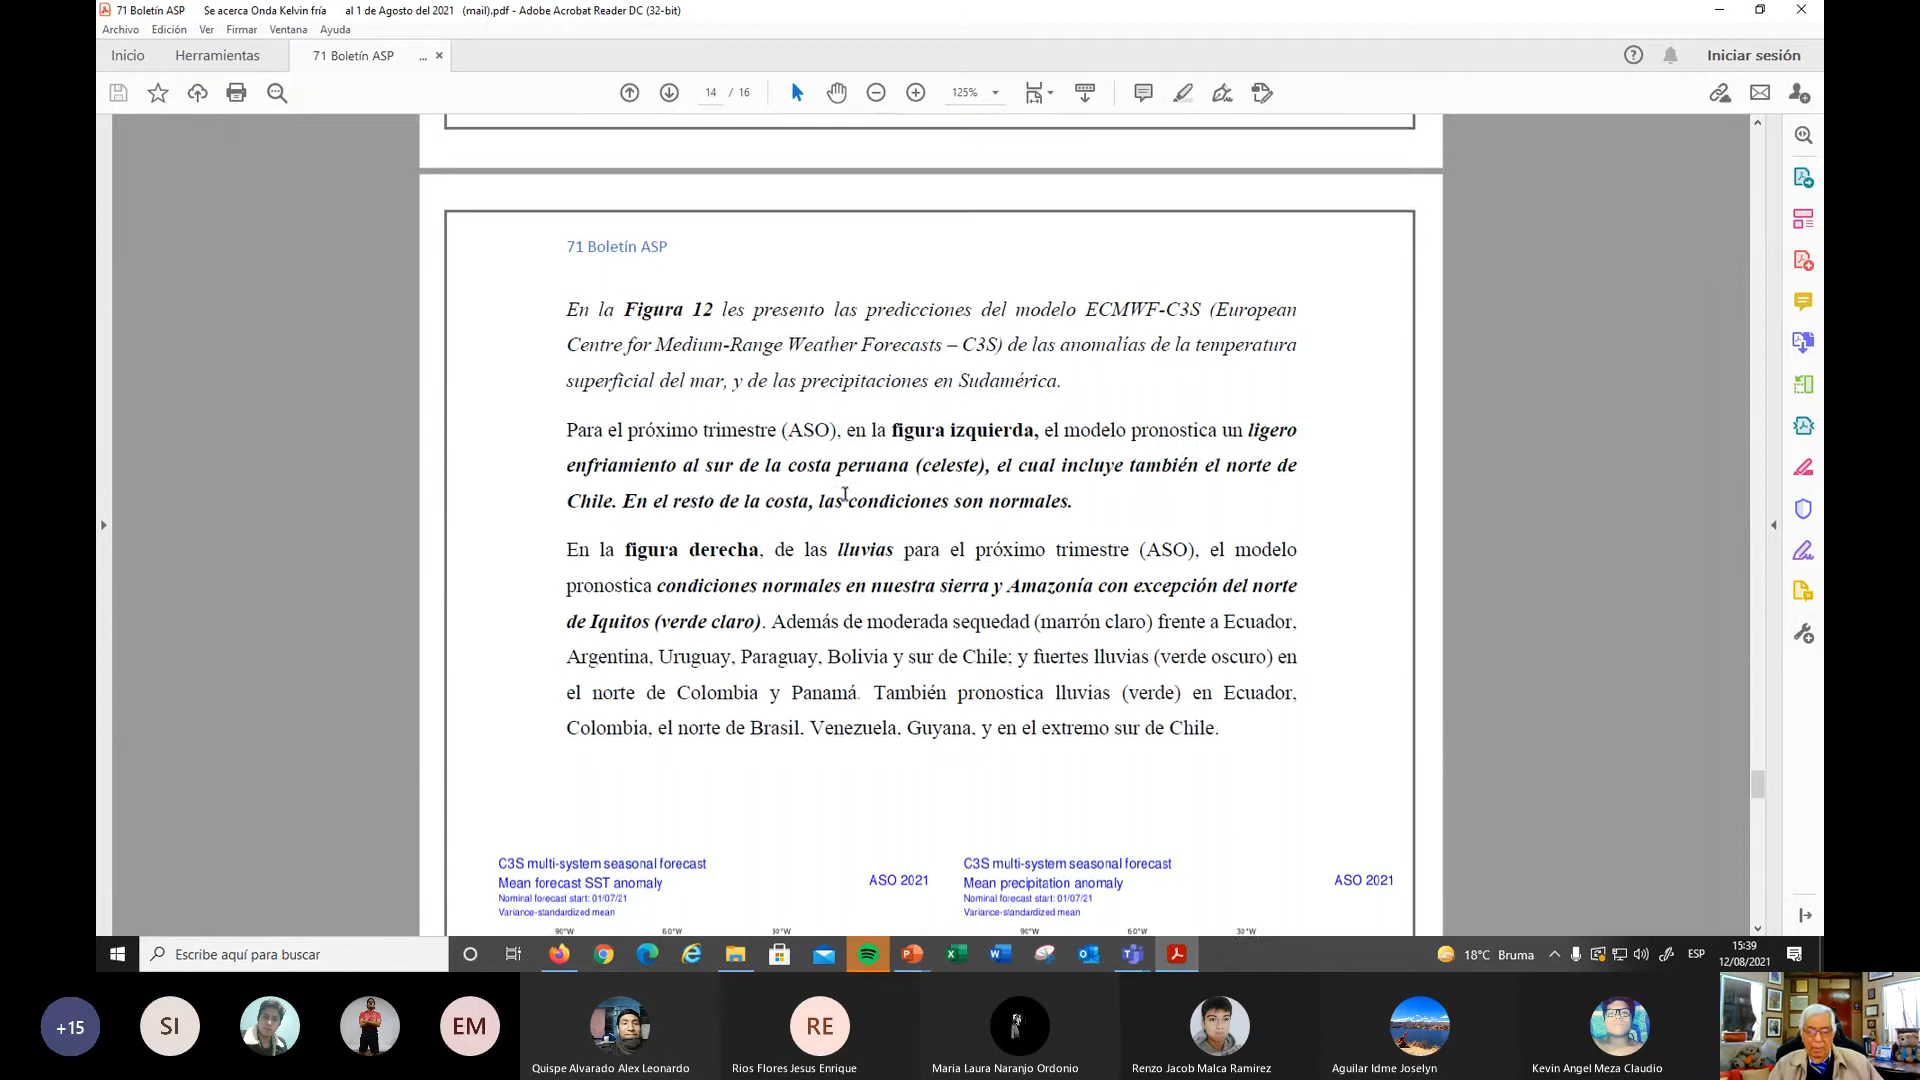 71 Boletín ASP Se acerca Onda Kelvin fría al 1 de Agosto del 2021 (mail).pdf - Adobe Acrobat Reader DC (32-bit)
Archivo Edición Ver Firmar Ventana Ayuda
Inicio Herramientas 71 Boletín ASP ... × Iniciar sesión
14 / 16 125%
71 Boletín ASP
En la Figura 12 les presento las predicciones del modelo ECMWF-C3S (European
Centre for Medium-Range Weather Forecasts – C3S) de las anomalías de la temperatura
superficial del mar, y de las precipitaciones en Sudamérica.
Para el próximo trimestre (ASO), en la figura izquierda, el modelo pronostica un ligero
enfriamiento al sur de la costa peruana (celeste), el cual incluye también el norte de
Chile. En el resto de la costa, las condiciones son normales.
En la figura derecha, de las lluvias para el próximo trimestre (ASO), el modelo
pronostica condiciones normales en nuestra sierra y Amazonía con excepción del norte
de Iquitos (verde claro). Además de moderada sequedad (marrón claro) frente a Ecuador,
Argentina, Uruguay, Paraguay, Bolivia y sur de Chile; y fuertes lluvias (verde oscuro) en
el norte de Colombia y Panamá. También pronostica lluvias (verde) en Ecuador,
Colombia, el norte de Brasil, Venezuela, Guyana, y en el extremo sur de Chile.
C3S multi-system seasonal forecast C3S multi-system seasonal forecast
Mean forecast SST anomaly ASO 2021 Mean precipitation anomaly ASO 2021
Nominal forecast start: 01/07/21 Nominal forecast start: 01/07/21
Variance-standardized mean Variance-standardized mean
90°W 60°W 30°W 90°W 60°W 30°W
Escribe aquí para buscar
18°C Bruma ESP 15:39
12/08/2021
+15 SI EM RE
Quispe Alvarado Alex Leonardo Rios Flores Jesus Enrique Maria Laura Naranjo Ordonio Renzo Jacob Malca Ramirez Aguilar Idme Joselyn Kevin Angel Meza Claudio